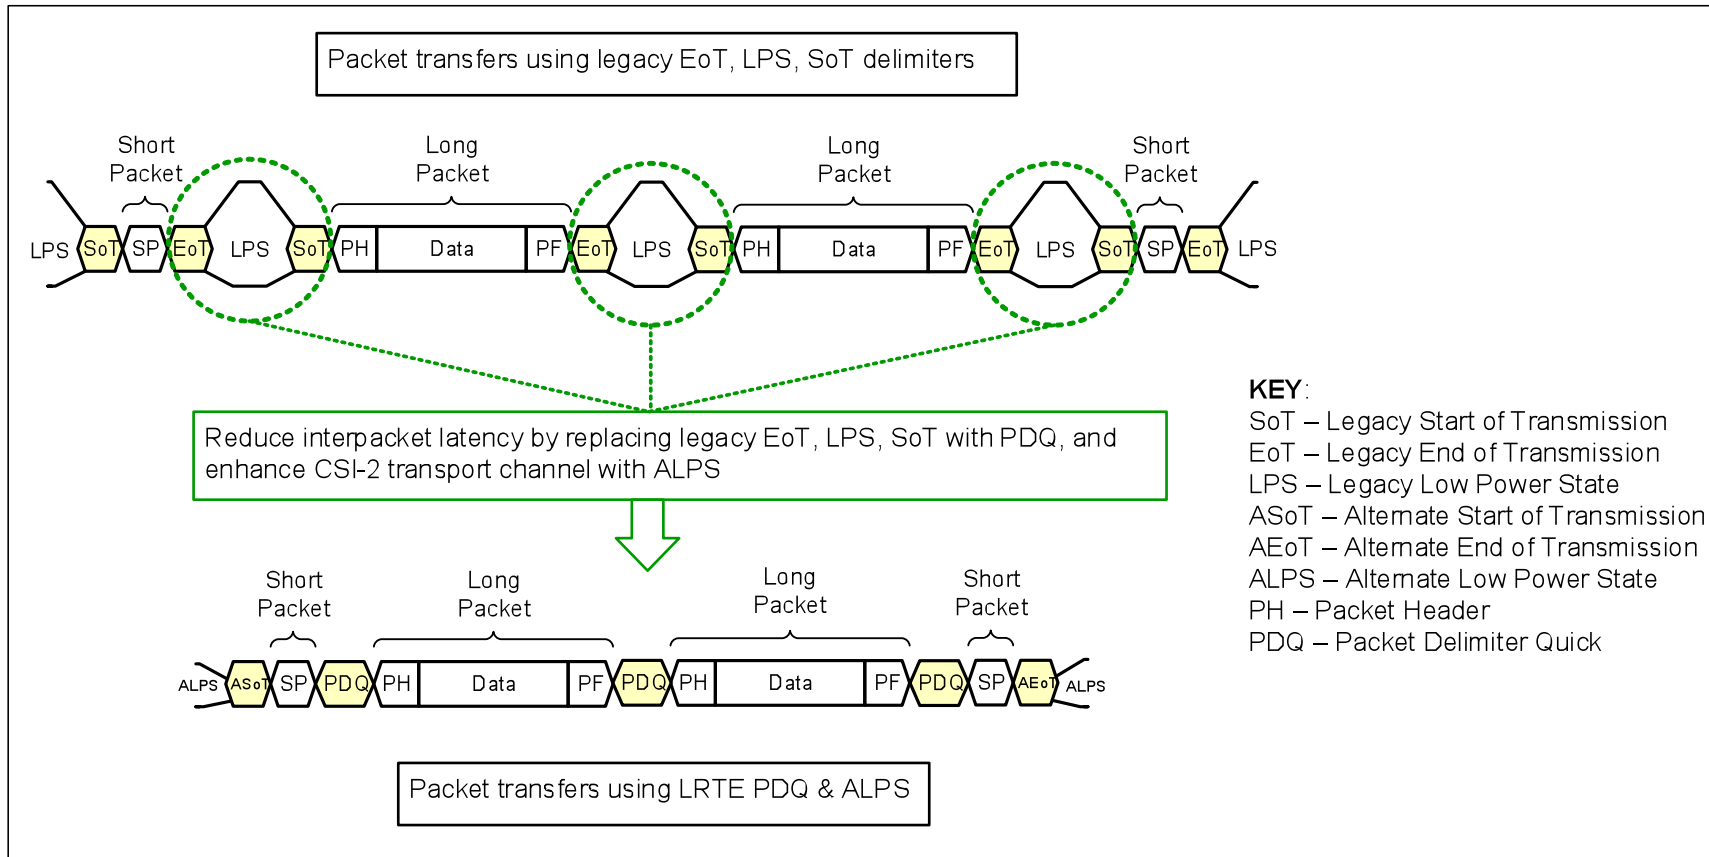 Packet transfers using legacy EoT, LPS, SoT delimiters
Short
Packet
Long
Packet
Long
Packet
Short
Packet
LPS SoT SP EoT LPS SoT PH Data PF EoT LPS SoT PH Data PF EoT LPS SoT SP EoT LPS
Reduce interpacket latency by replacing legacy EoT, LPS, SoT with PDQ, and
enhance CSI-2 transport channel with ALPS
KEY:
SoT – Legacy Start of Transmission
EoT – Legacy End of Transmission
LPS – Legacy Low Power State
ASoT – Alternate Start of Transmission
AEoT – Alternate End of Transmission
ALPS – Alternate Low Power State
PH – Packet Header
PDQ – Packet Delimiter Quick
Short
Packet
Long
Packet
Long
Packet
Short
Packet
ALPS ASoT SP PDQ PH Data PF PDQ PH Data PF PDQ SP AEoT ALPS
Packet transfers using LRTE PDQ & ALPS